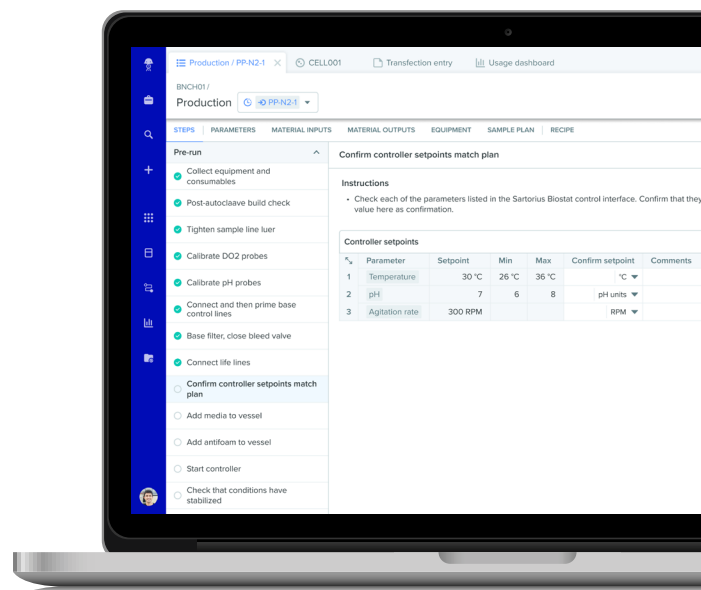 Production / PP-N2-1
CELL001
Transfection entry
Usage dashboard
BNCH01 /
Production
PP-N2-1
STEPS
PARAMETERS
MATERIAL INPUTS
MATERIAL OUTPUTS
EQUIPMENT
SAMPLE PLAN
RECIPE
Pre-run
Collect equipment and
consumables
Post-autoclaave build check
Tighten sample line luer
Calibrate DO2 probes
Calibrate pH probes
Connect and then prime base
control lines
Base filter, close bleed valve
Connect life lines
Confirm controller setpoints match
plan
Add media to vessel
Add antifoam to vessel
Start controller
Check that conditions have
stabilized
Confirm controller setpoints match plan
Instructions
• Check each of the parameters listed in the Sartorius Biostat control interface. Confirm that they
value here as confirmation.
Controller setpoints
Parameter Setpoint Min Max Confirm setpoint Comments
1 Temperature 30 °C 26 °C 36 °C °C
2 pH 7 6 8 pH units
3 Agitation rate 300 RPM RPM